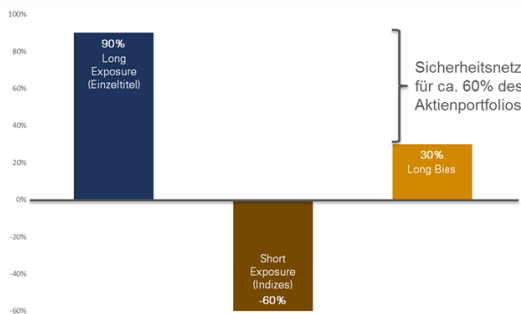 100%
80%
60%
40%
20%
0%
-20%
-40%
-60%
90%
Long
Exposure
(Einzeltitel)
Short
Exposure
(Indizes)
-60%
30%
Long Bias
Sicherheitsnetz
für ca. 60% des
Aktienportfolios